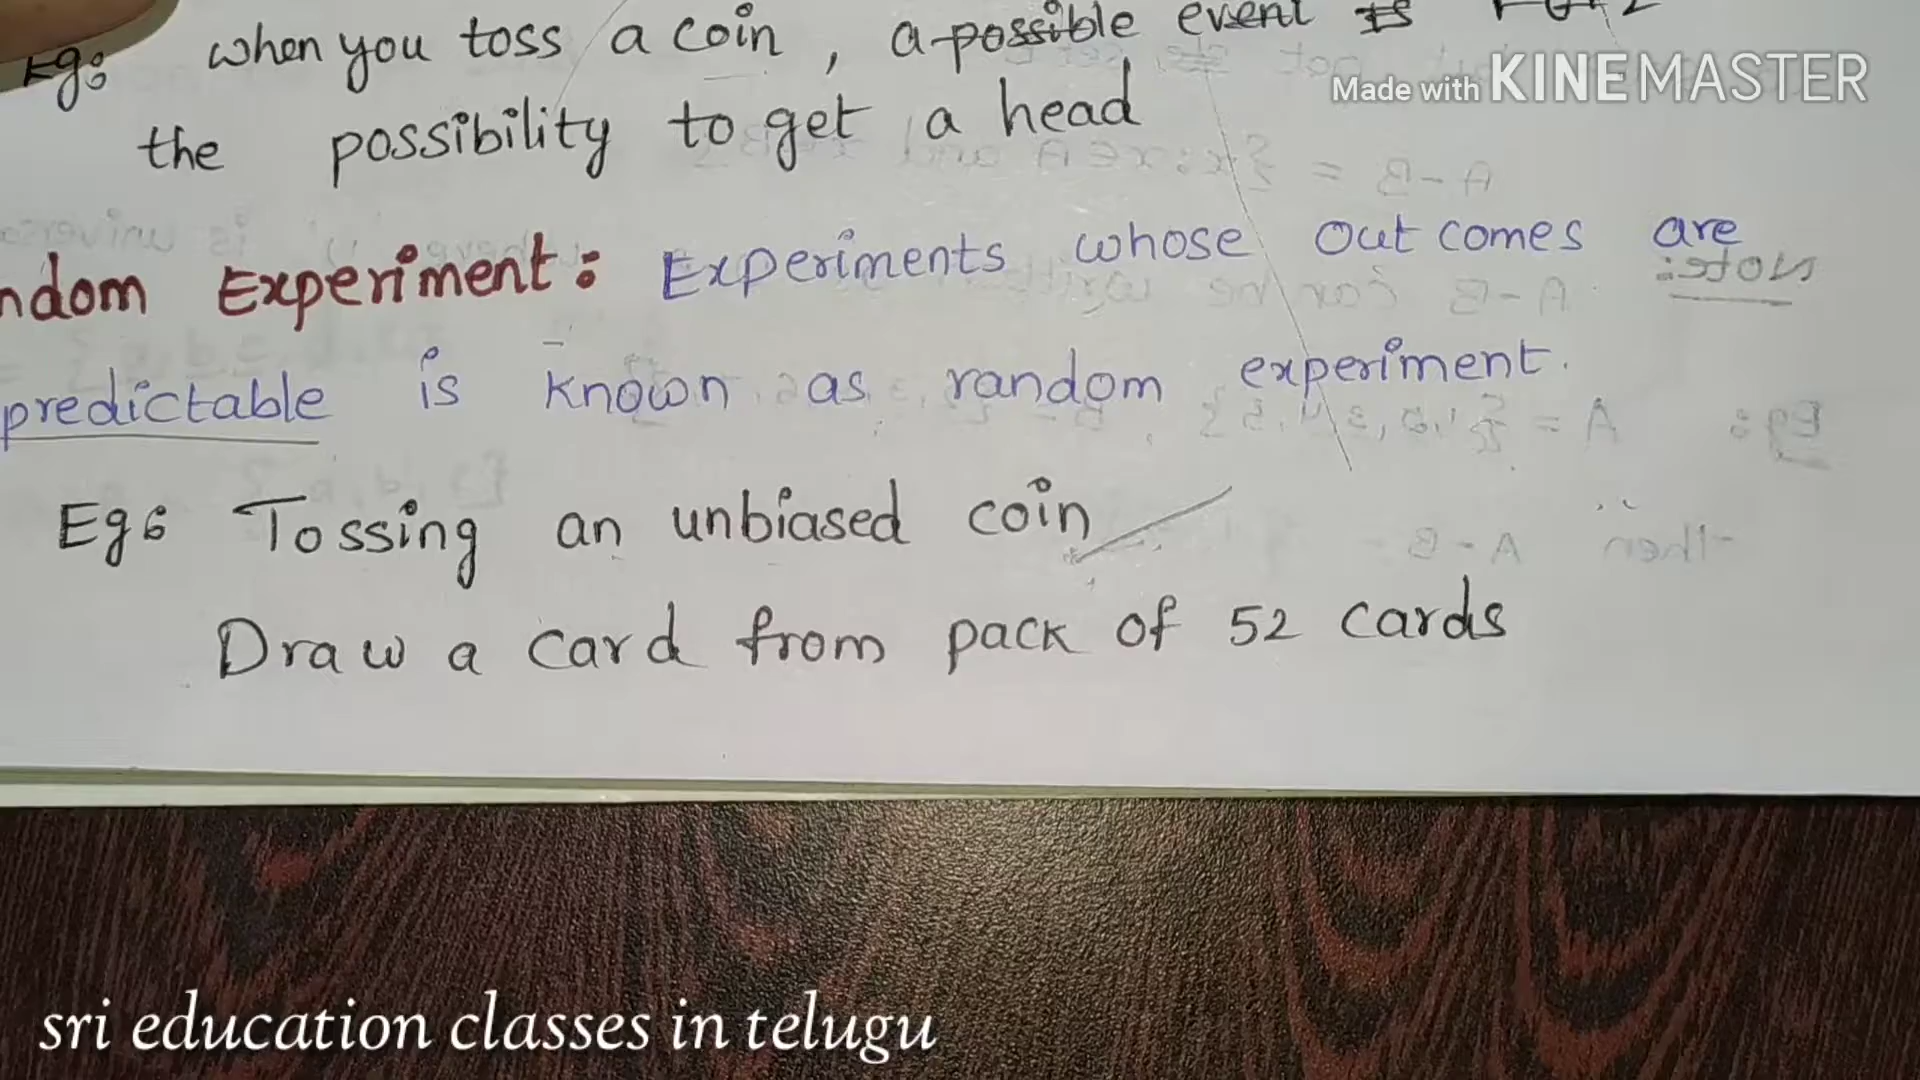 Eg: when you toss a coin, a possible event is
Made with KINEMASTER
the possibility to get a head
ndom Experiment: Experiments whose outcomes are
predictable is known as random experiment.
Eg: Tossing an unbiased coin
Draw a card from pack of 52 cards
sri education classes in telugu